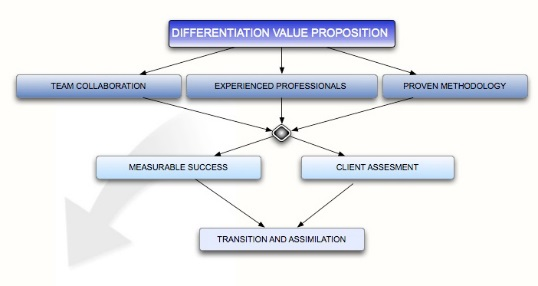 DIFFERENTIATION VALUE PROPOSITION
TEAM COLLABORATION
EXPERIENCED PROFESSIONALS
PROVEN METHODOLOGY
MEASURABLE SUCCESS
CLIENT ASSESMENT
TRANSITION AND ASSIMILATION